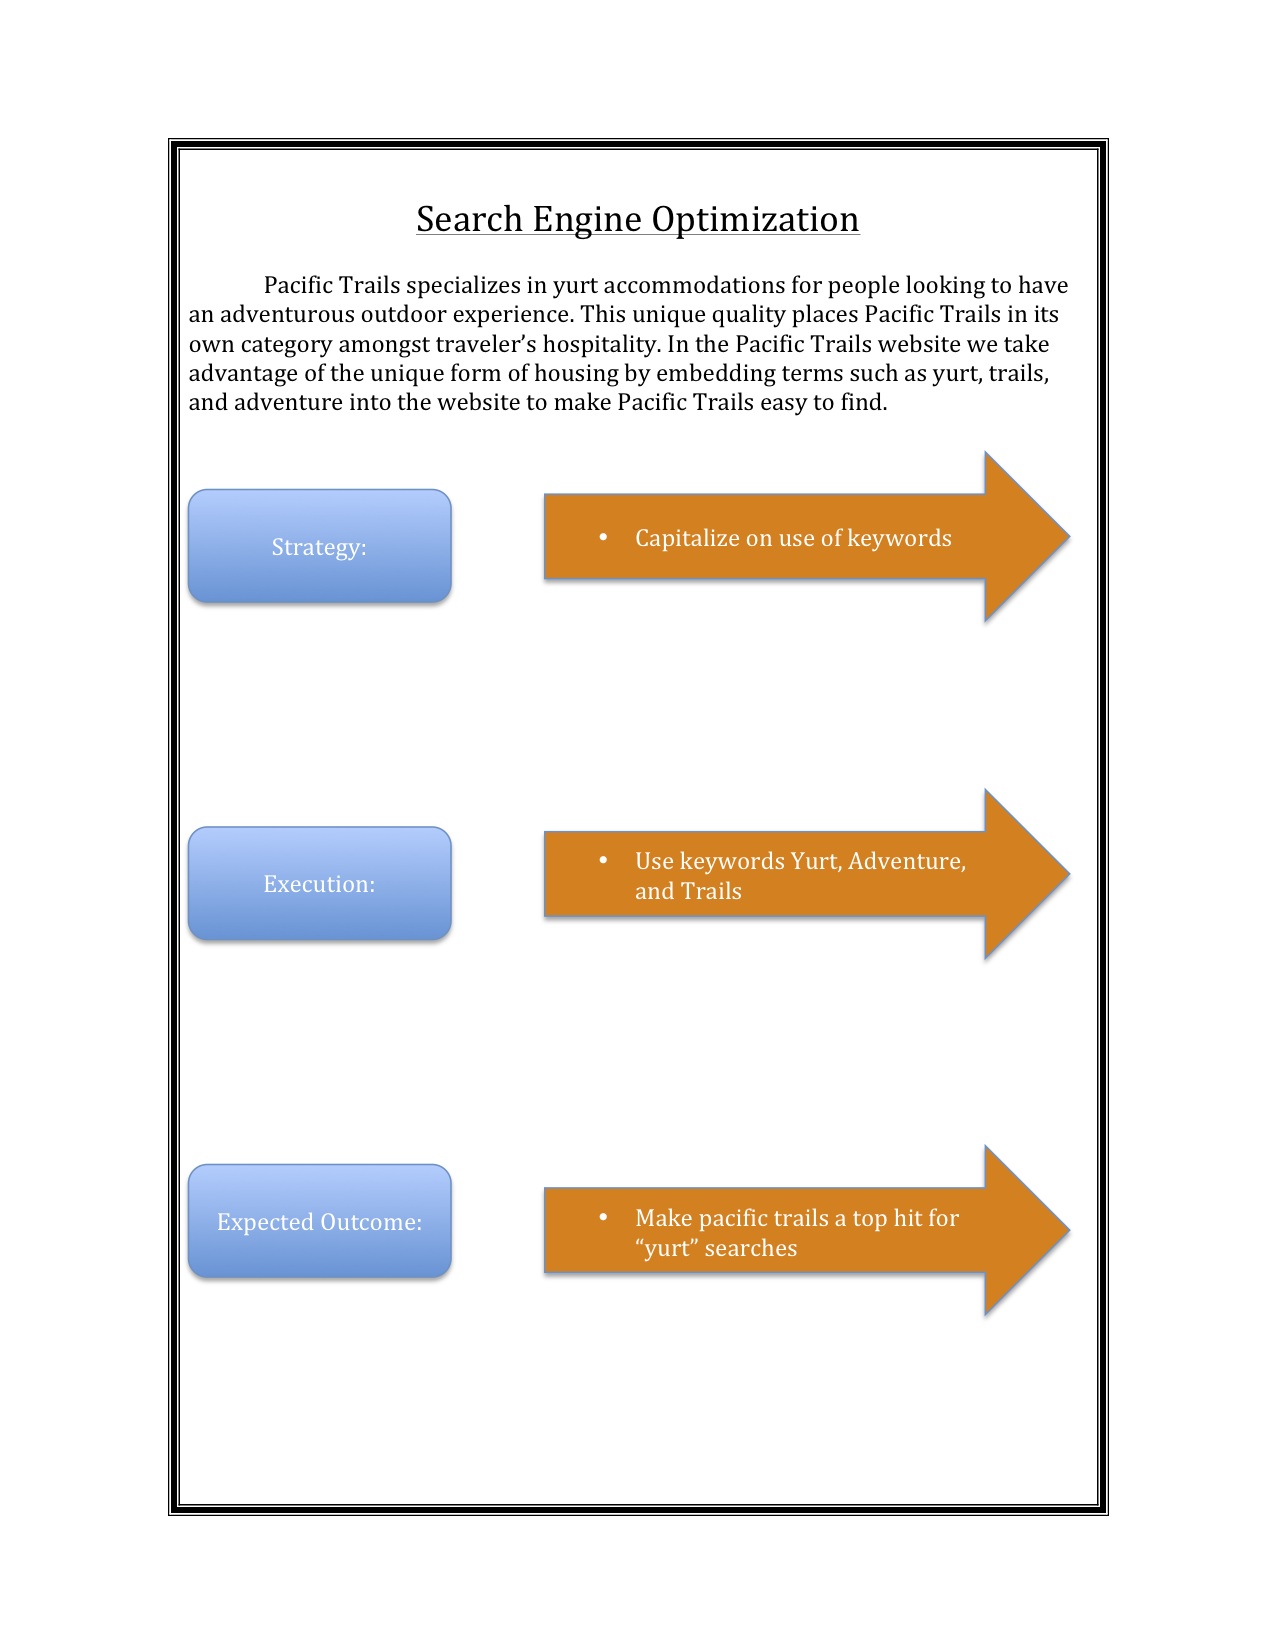 Search Engine Optimization
Pacific Trails specializes in yurt accommodations for people looking to have
an adventurous outdoor experience. This unique quality places Pacific Trails in its
own category amongst traveler’s hospitality. In the Pacific Trails website we take
advantage of the unique form of housing by embedding terms such as yurt, trails,
and adventure into the website to make Pacific Trails easy to find.
Strategy:
• Capitalize on use of keywords
Execution:
• Use keywords Yurt, Adventure,
and Trails
Expected Outcome:
• Make pacific trails a top hit for
“yurt” searches